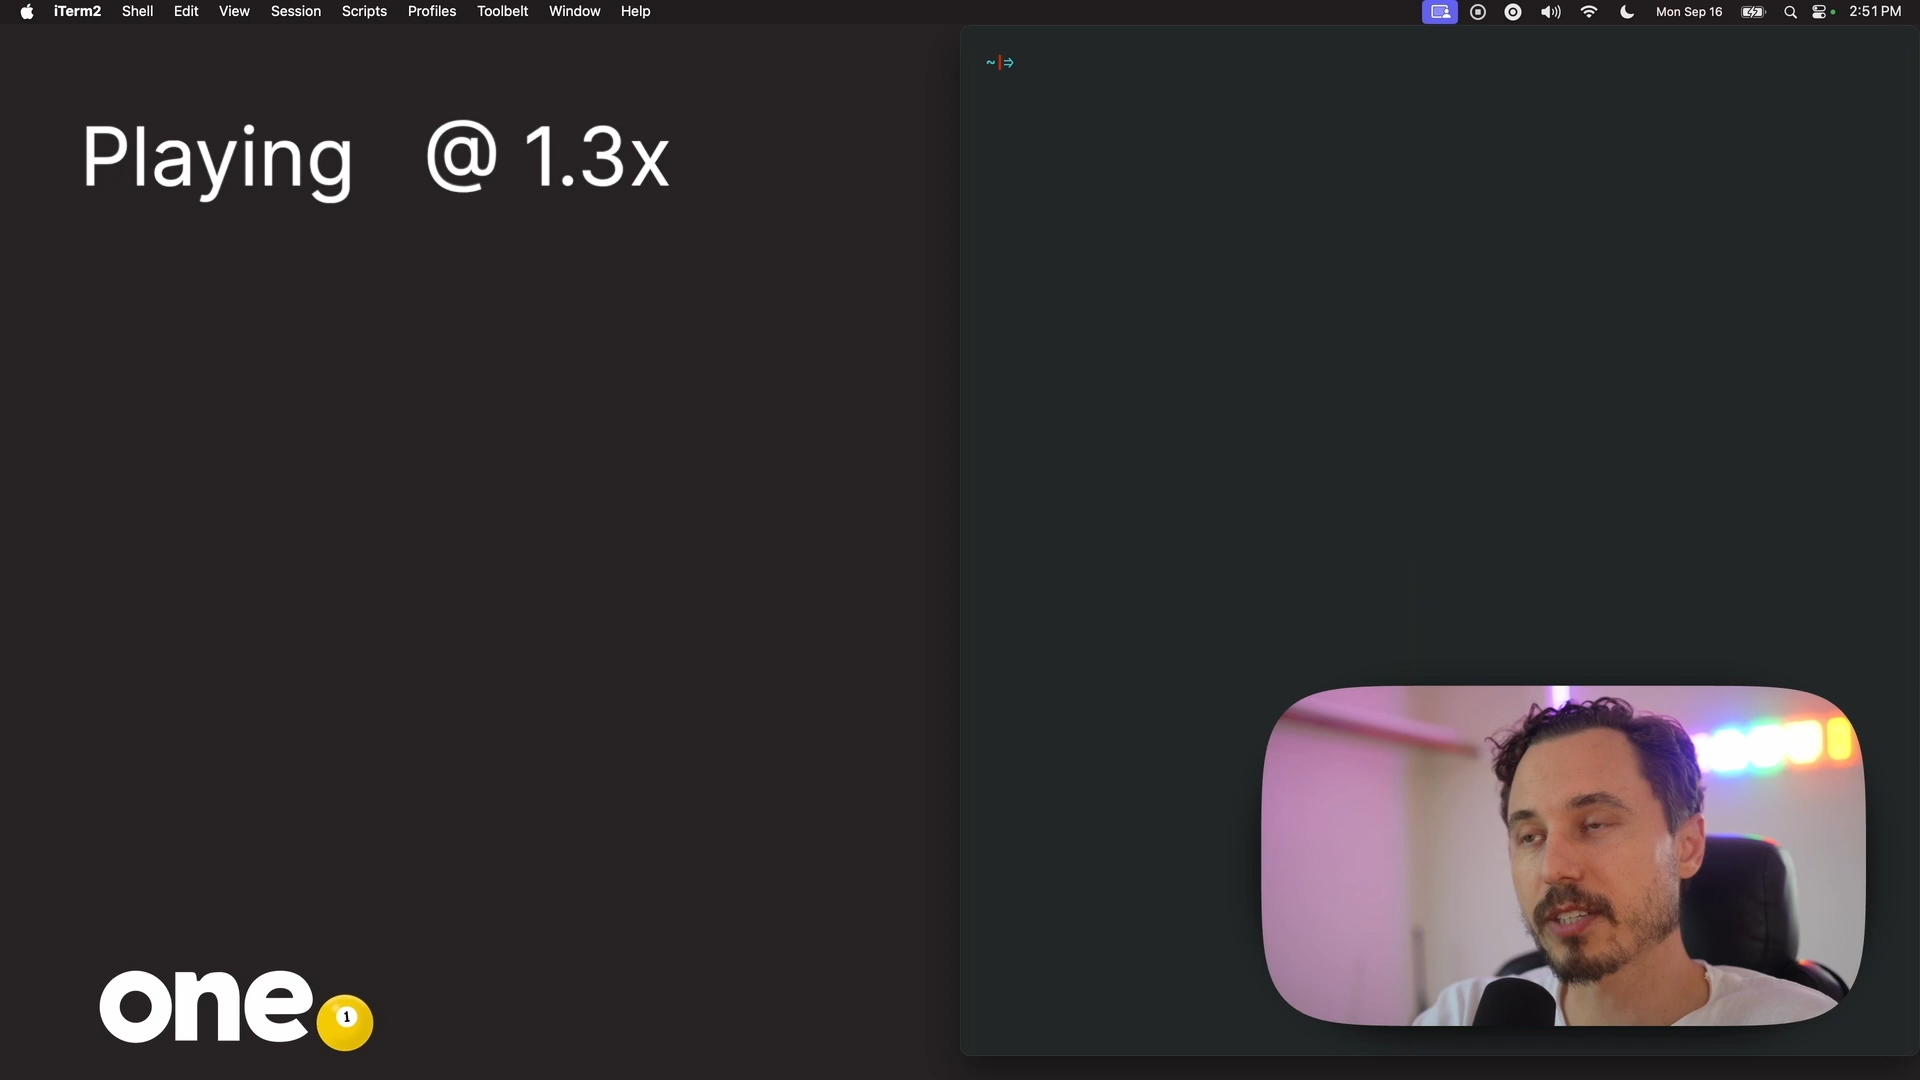 iTerm2 Shell Edit View Session Scripts Profiles Toolbelt Window Help Mon Sep 16 2:51 PM
~ ⇒
Playing @ 1.3x
one
1